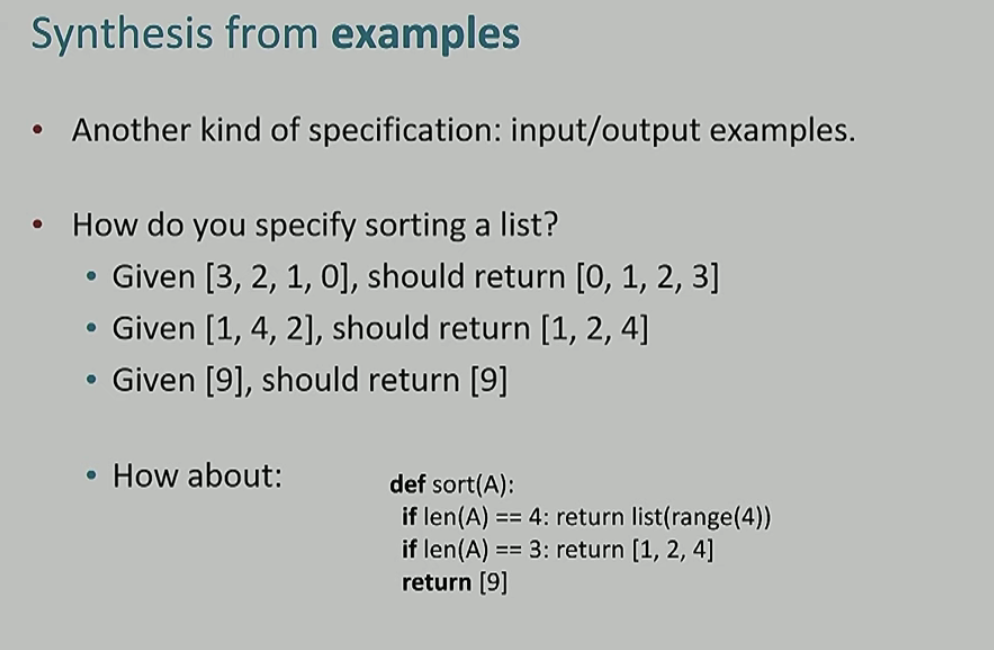 Synthesis from examples
• Another kind of specification: input/output examples.
• How do you specify sorting a list?
• Given [3, 2, 1, 0], should return [0, 1, 2, 3]
• Given [1, 4, 2], should return [1, 2, 4]
• Given [9], should return [9]
• How about:
def sort(A):
if len(A) == 4: return list(range(4))
if len(A) == 3: return [1, 2, 4]
return [9]